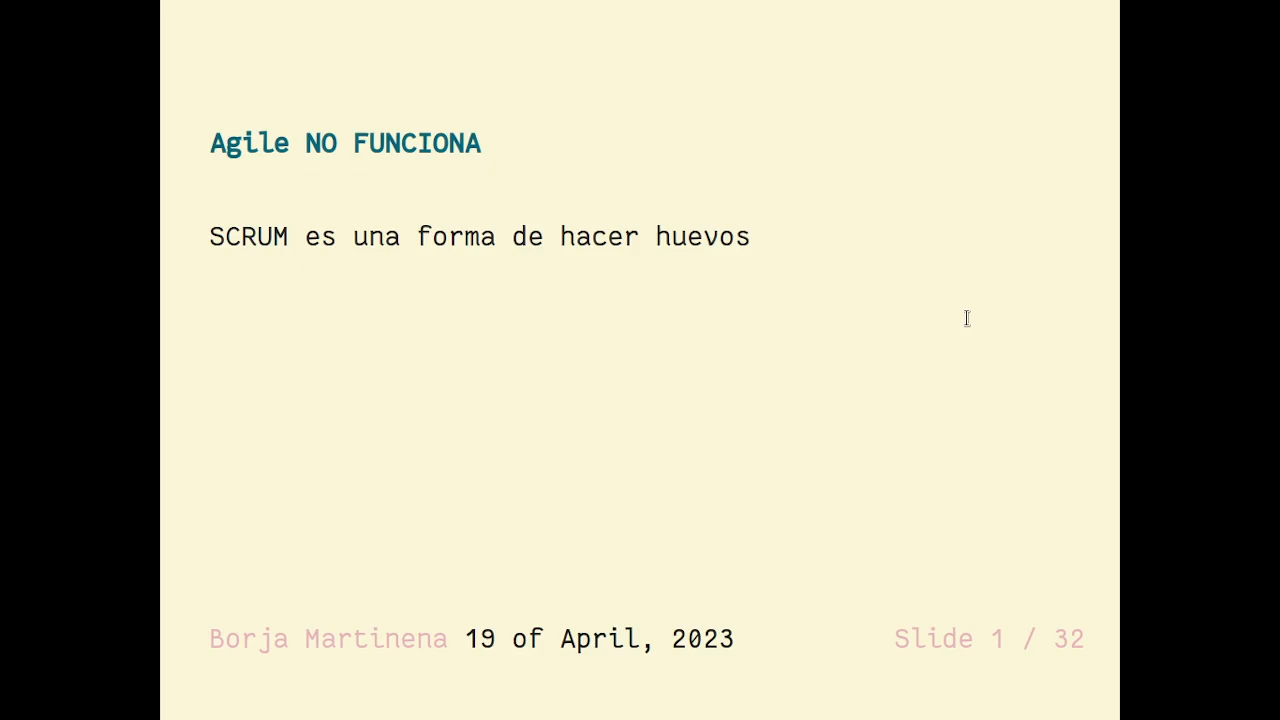 Agile NO FUNCIONA
SCRUM es una forma de hacer huevos
Borja Martinena 19 of April, 2023 Slide 1 / 32